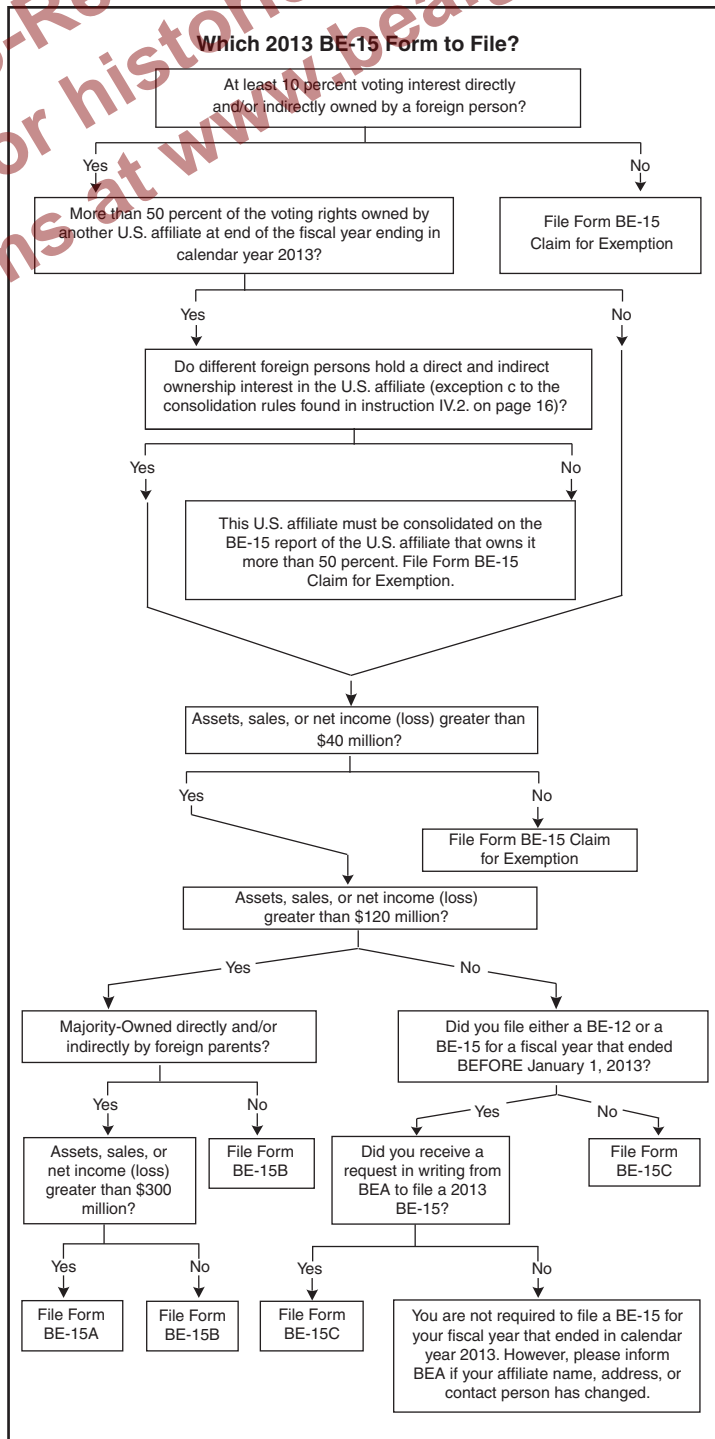 Which 2013 BE-15 Form to File?
At least 10 percent voting interest directly
and/or indirectly owned by a foreign person?
Yes
No
More than 50 percent of the voting rights owned by
another U.S. affiliate at end of the fiscal year ending in
calendar year 2013?
File Form BE-15
Claim for Exemption
Yes
No
Do different foreign persons hold a direct and indirect
ownership interest in the U.S. affiliate (exception c to the
consolidation rules found in instruction IV.2. on page 16)?
Yes
No
This U.S. affiliate must be consolidated on the
BE-15 report of the U.S. affiliate that owns it
more than 50 percent. File Form BE-15
Claim for Exemption.
Assets, sales, or net income (loss) greater than
$40 million?
Yes
No
File Form BE-15 Claim
for Exemption
Assets, sales, or net income (loss)
greater than $120 million?
Yes
No
Majority-Owned directly and/or
indirectly by foreign parents?
Did you file either a BE-12 or a
BE-15 for a fiscal year that ended
BEFORE January 1, 2013?
Yes
No
Yes
No
Assets, sales, or
net income (loss)
greater than $300
million?
File Form
BE-15B
Did you receive a
request in writing from
BEA to file a 2013
BE-15?
File Form
BE-15C
Yes
No
Yes
No
File Form
BE-15A
File Form
BE-15B
File Form
BE-15C
You are not required to file a BE-15 for
your fiscal year that ended in calendar
year 2013. However, please inform
BEA if your affiliate name, address, or
contact person has changed.
or histor
at www.bea.g